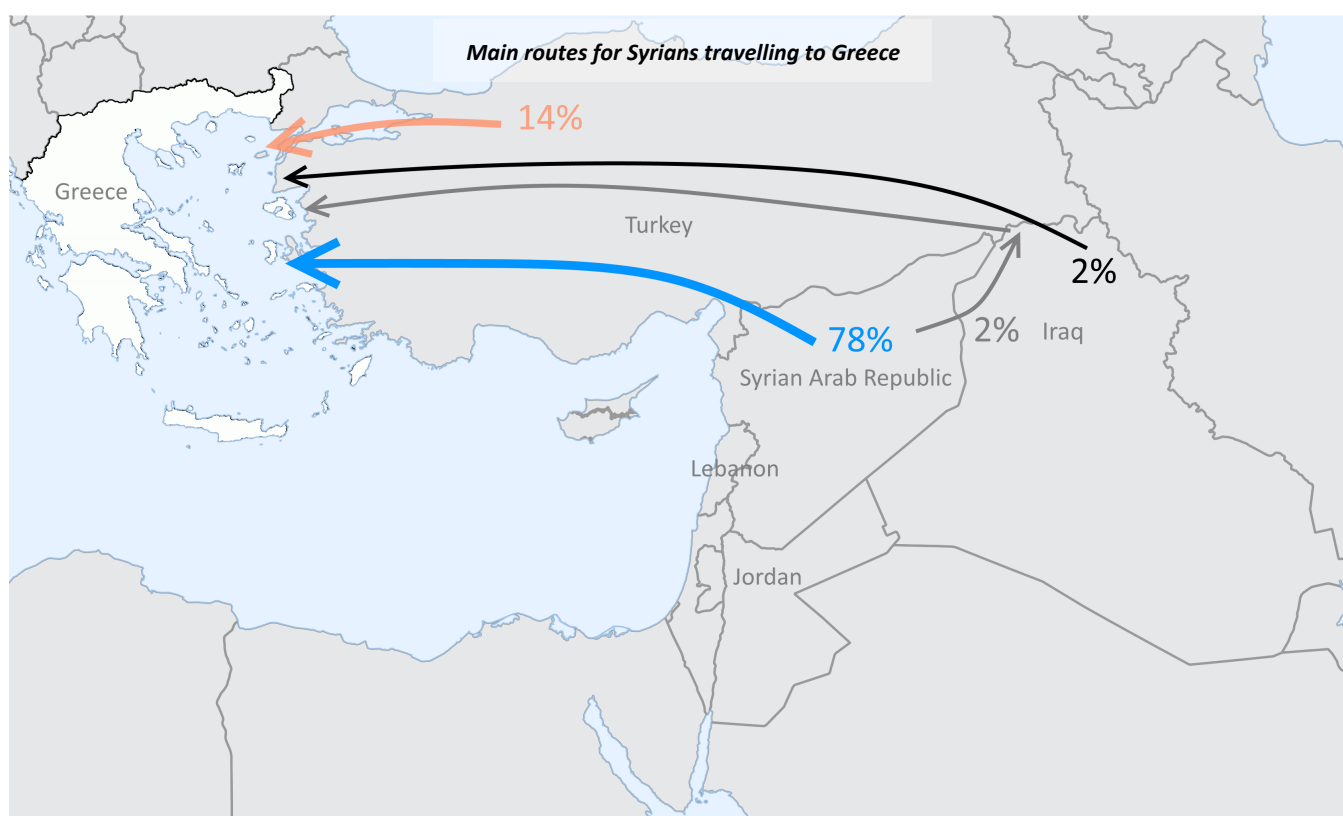 Main routes for Syrians travelling to Greece
14%
Greece
Turkey
2%
2%
Iraq
78%
Syrian Arab Republic
Lebanon
Jordan